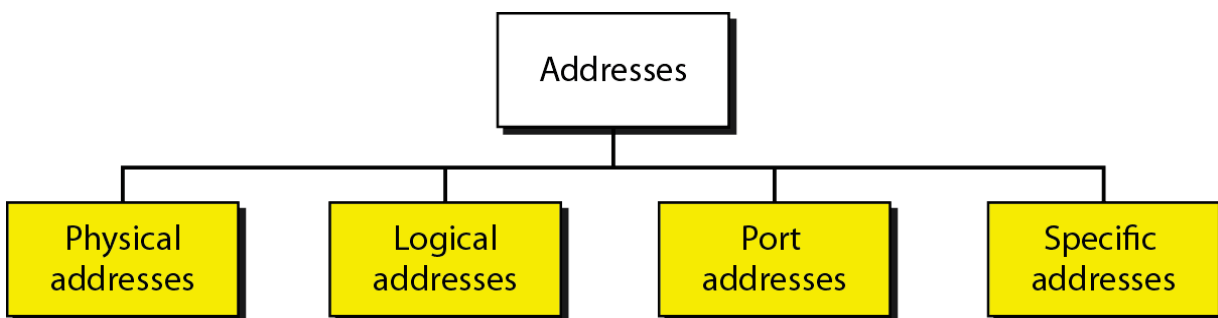 Addresses
Physical
addresses
Logical
addresses
Port
addresses
Specific
addresses